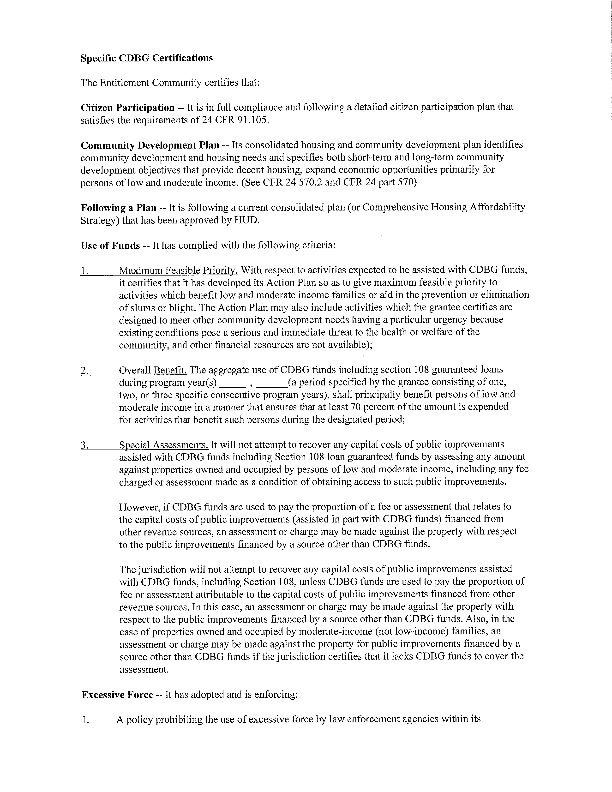 Specific CDBG Certifications
The Entitlement Community certifies that:
Citizen Participation -- It is in full compliance and following a detailed citizen participation plan that
satisfies the requirements of 24 CFR 91.105.
Community Development Plan -- Its consolidated housing and community development plan identifies
community development and housing needs and specifies both short-term and long-term community
development objectives that provide decent housing, expand economic opportunities primarily for
persons of low and moderate income. (See CFR 24 570.2 and CFR 24 part 570)
Following a Plan -- It is following a current consolidated plan (or Comprehensive Housing Affordability
Strategy) that has been approved by HUD.
Use of Funds -- It has complied with the following criteria:
1. Maximum Feasible Priority. With respect to activities expected to be assisted with CDBG funds,
it certifies that it has developed its Action Plan so as to give maximum feasible priority to
activities which benefit low and moderate income families or aid in the prevention or elimination
of slums or blight. The Action Plan may also include activities which the grantee certifies are
designed to meet other community development needs having a particular urgency because
existing conditions pose a serious and immediate threat to the health or welfare of the
community, and other financial resources are not available);
2. Overall Benefit. The aggregate use of CDBG funds including section 108 guaranteed loans
during program year(s) _____ , ______(a period specified by the grantee consisting of one,
two, or three specific consecutive program years), shall principally benefit persons of low and
moderate income in a manner that ensures that at least 70 percent of the amount is expended
for activities that benefit such persons during the designated period;
3. Special Assessments. It will not attempt to recover any capital costs of public improvements
assisted with CDBG funds including Section 108 loan guaranteed funds by assessing any amount
against properties owned and occupied by persons of low and moderate income, including any fee
charged or assessment made as a condition of obtaining access to such public improvements.
However, if CDBG funds are used to pay the proportion of a fee or assessment that relates to
the capital costs of public improvements (assisted in part with CDBG funds) financed from
other revenue sources, an assessment or charge may be made against the property with respect
to the public improvements financed by a source other than CDBG funds.
The jurisdiction will not attempt to recover any capital costs of public improvements assisted
with CDBG funds, including Section 108, unless CDBG funds are used to pay the proportion of
fee or assessment attributable to the capital costs of public improvements financed from other
revenue sources. In this case, an assessment or charge may be made against the property with
respect to the public improvements financed by a source other than CDBG funds. Also, in the
case of properties owned and occupied by moderate-income (not low-income) families, an
assessment or charge may be made against the property for public improvements financed by a
source other than CDBG funds if the jurisdiction certifies that it lacks CDBG funds to cover the
assessment.
Excessive Force -- It has adopted and is enforcing:
1. A policy prohibiting the use of excessive force by law enforcement agencies within its